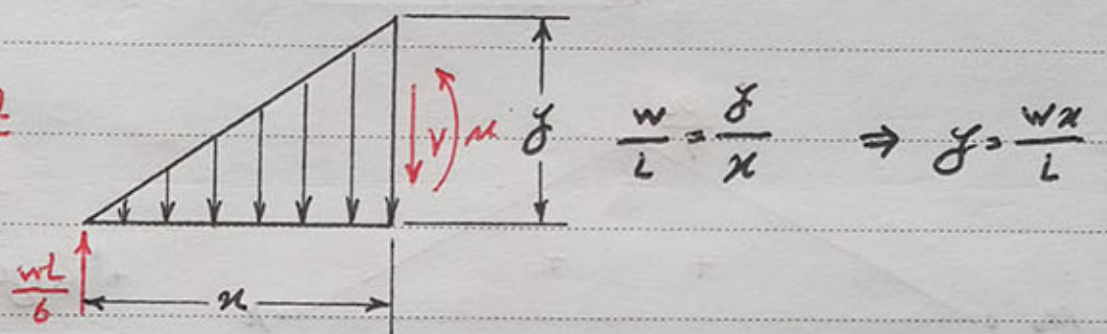 V M y w/L = y/x ⇒ y = wx/L
wL/6 x